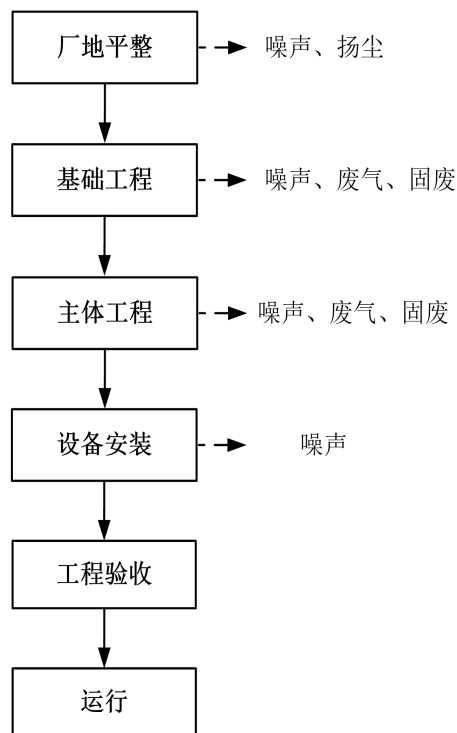 厂地平整 噪声、扬尘
基础工程 噪声、废气、固废
主体工程 噪声、废气、固废
设备安装 噪声
工程验收
运行